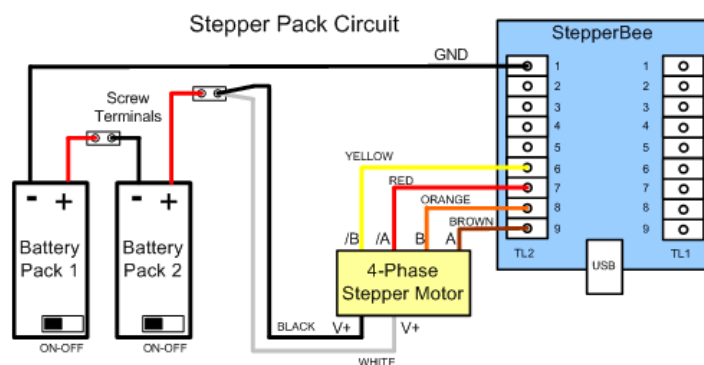 Stepper Pack Circuit
StepperBee
GND
Screw
Terminals
1
2
3
4
5
6
7
8
9
1
2
3
4
5
6
7
8
9
TL2
TL1
USB
YELLOW
RED
ORANGE
BROWN
/B
/A
B
A
4-Phase
Stepper Motor
V+
V+
BLACK
WHITE
- +
Battery
Pack 1
ON-OFF
- +
Battery
Pack 2
ON-OFF